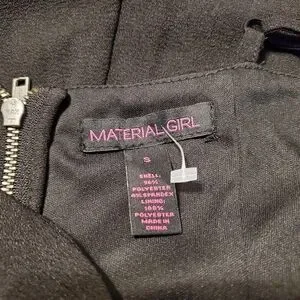 MATERIAL GIRL
S
SHELL:
96%
POLYESTER
4% SPANDEX
LINING:
100%
POLYESTER
MADE IN
CHINA